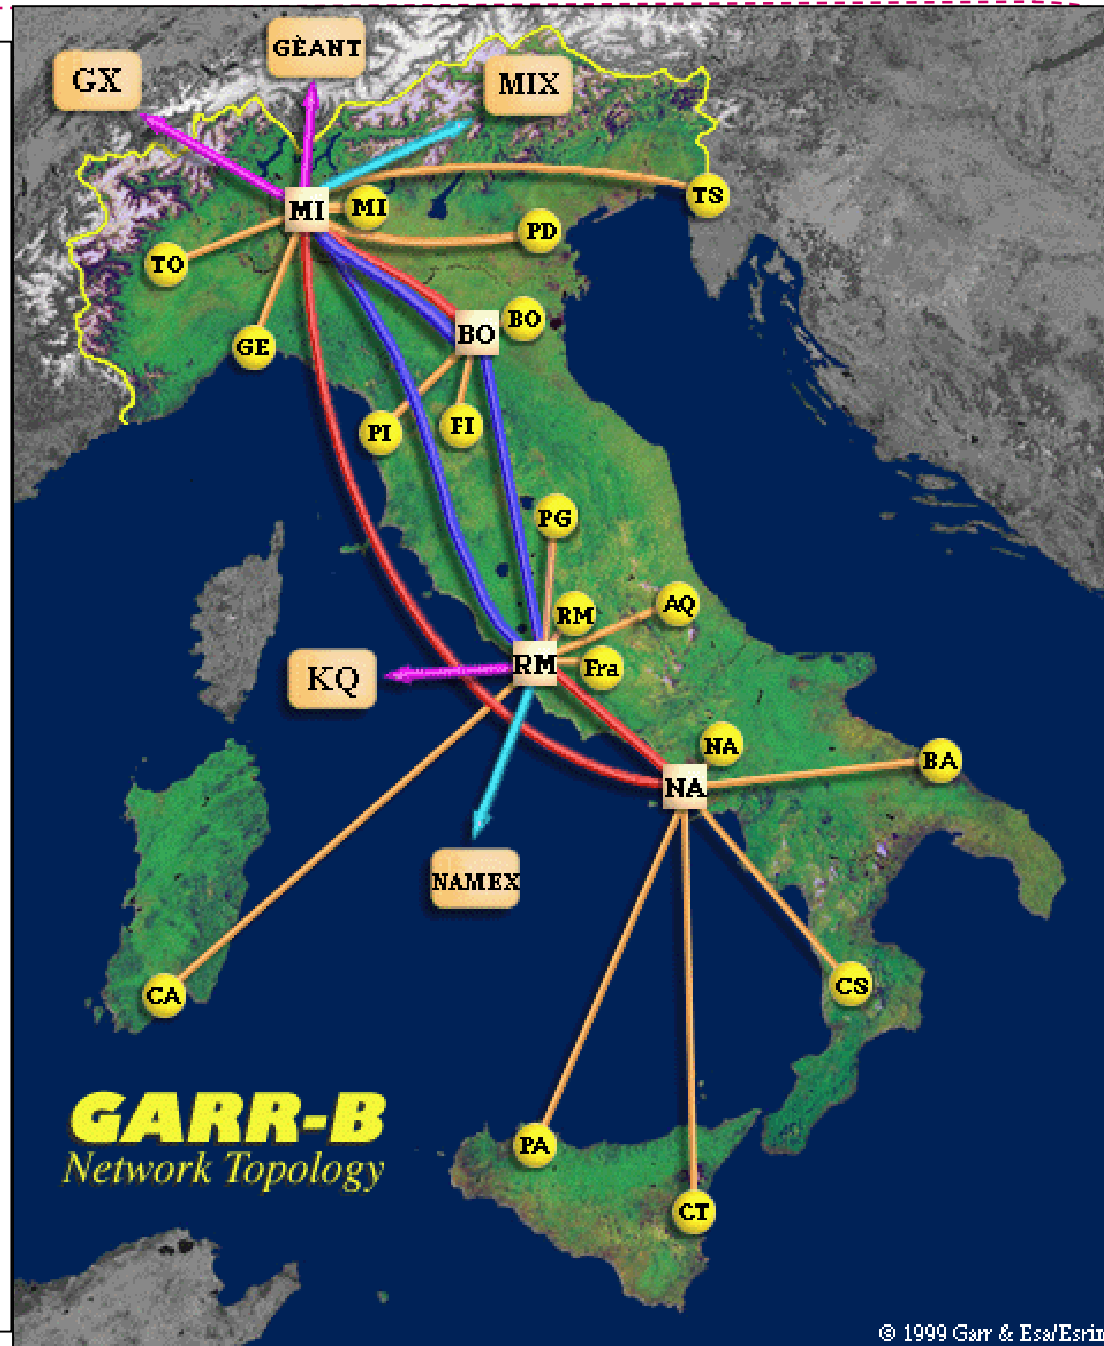 GÈANT
GX
MIX
MI
MI
TS
PD
TO
BO
BO
GE
PI
FI
PG
RM
AQ
RM
Fra
KQ
NA
NA
BA
NAMEX
CS
CA
GARR-B
Network Topology
PA
CT
© 1999 Garr & Esa/Esrin